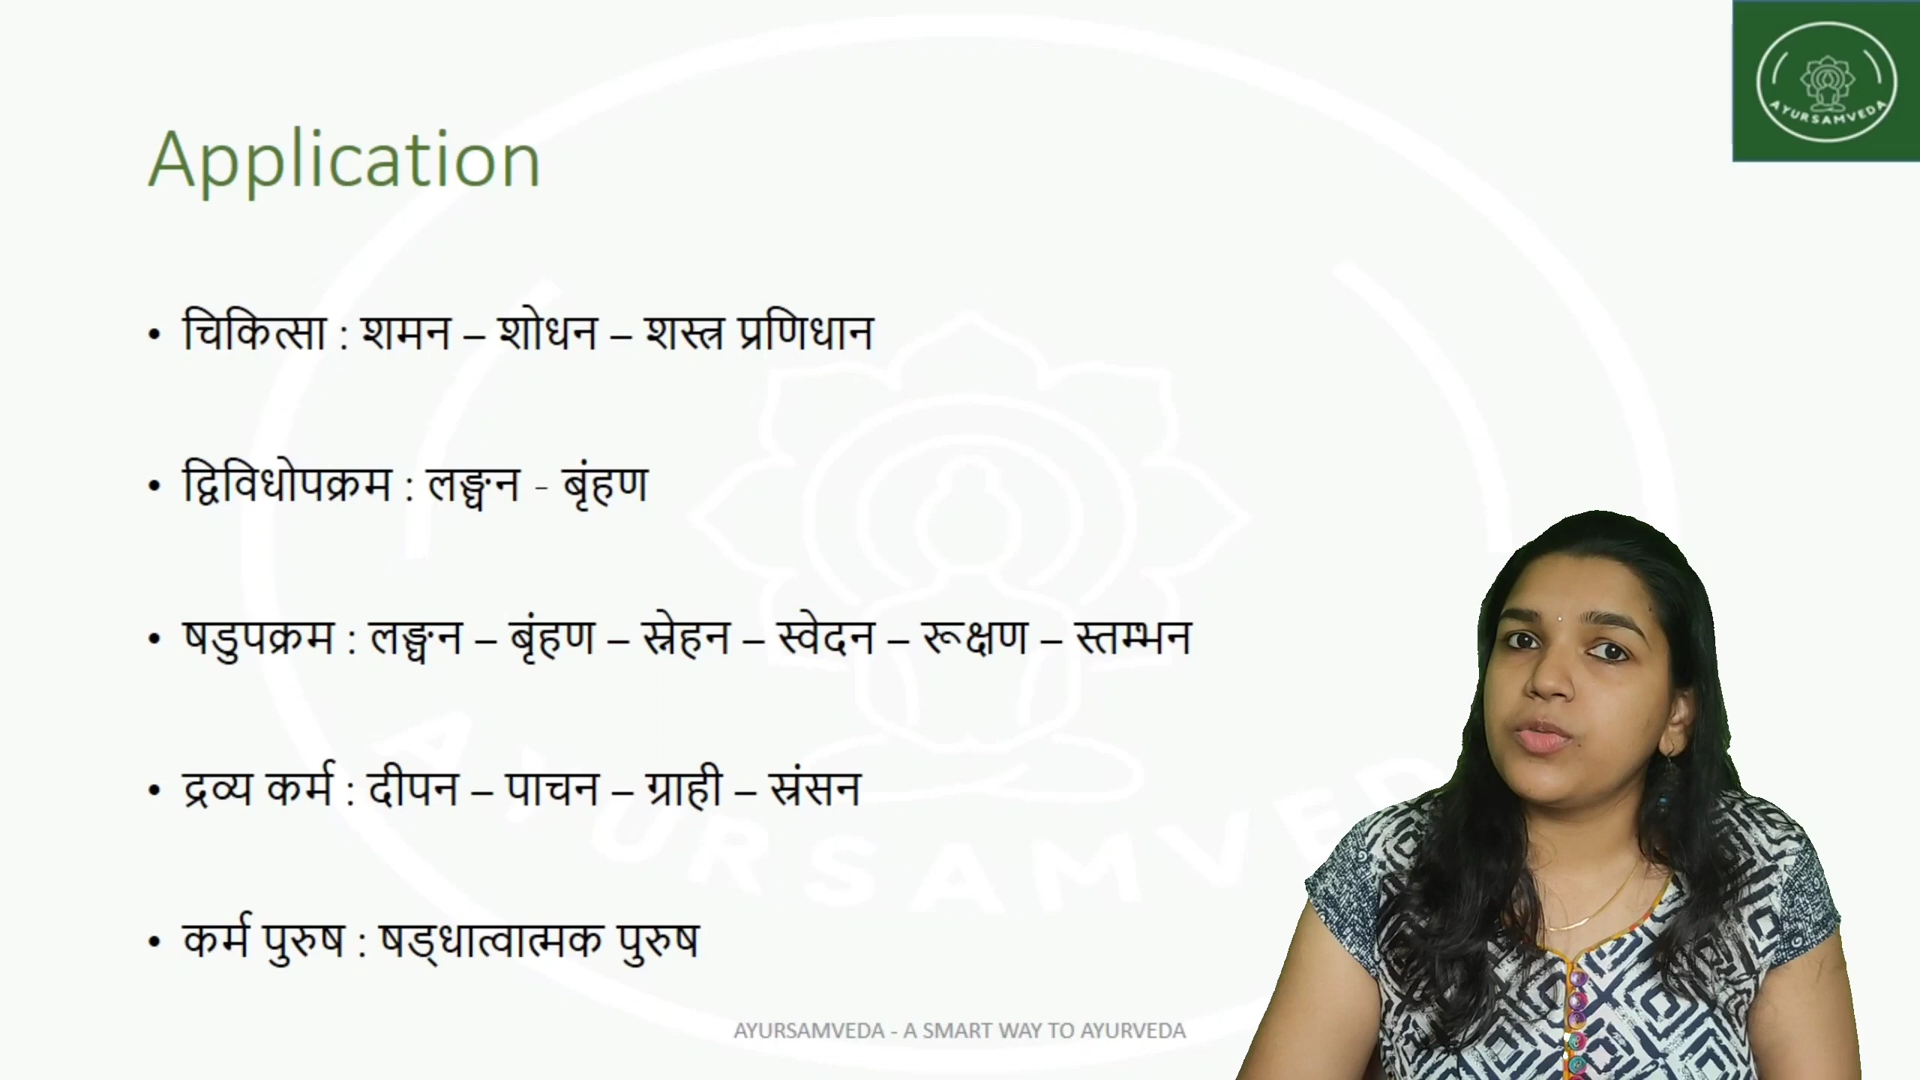 AYURSAMVEDA
Application
• चिकित्सा : शमन – शोधन – शस्त्र प्रणिधान
• द्विविधोपक्रम : लङ्घन - बृंहण
• षडुपक्रम : लङ्घन – बृंहण – स्नेहन – स्वेदन – रूक्षण – स्तम्भन
• द्रव्य कर्म : दीपन – पाचन – ग्राही – स्रंसन
• कर्म पुरुष : षड्धात्वात्मक पुरुष
AYURSAMVEDA
AYURSAMVEDA - A SMART WAY TO AYURVEDA